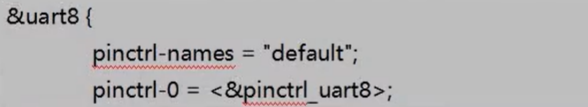 &uart8 {
pinctrl-names = "default";
pinctrl-0 = <&pinctrl_uart8>;